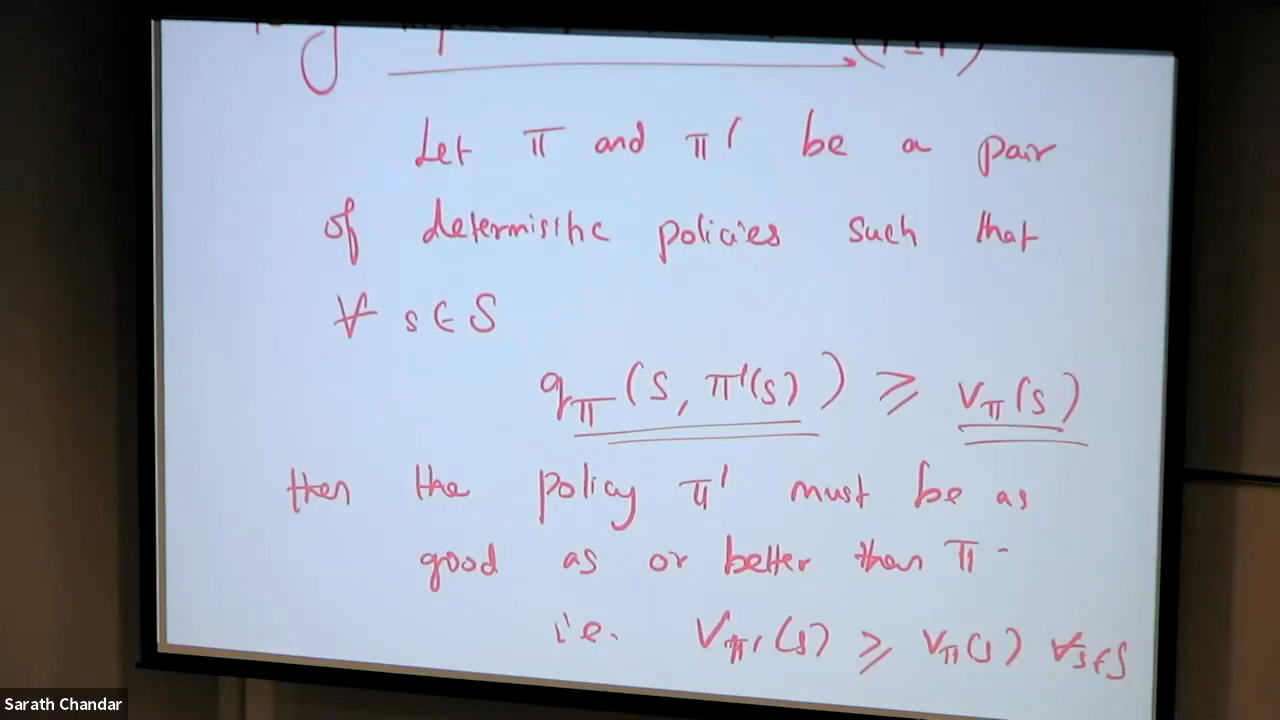 Let π and π' be a pair
of determistic policies such that
∀ s ∈ S
q_π (s, π'(s)) ⩾ v_π(s)
then the policy π' must be as
good as or better than π.
i.e. v_π'(s) ⩾ v_π(s) ∀s∈S
Sarath Chandar